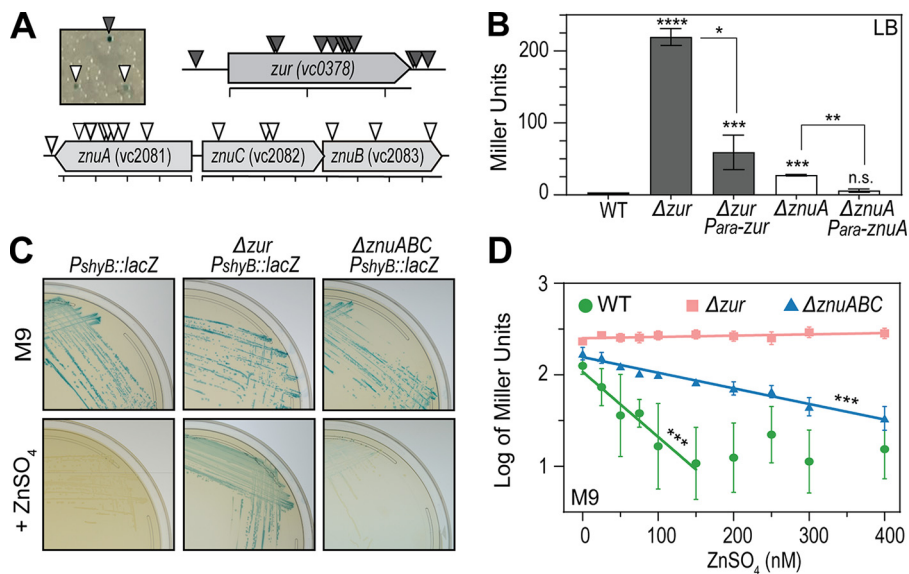 A
zur (vc0378)
znuA (vc2081)
znuC (vc2082)
znuB (vc2083)
B
LB
Miller Units
200
100
0
****
*
***
***
**
n.s.
WT
Δzur
Δzur
Para-zur
ΔznuA
ΔznuA
Para-znuA
C
PshyB::lacZ
Δzur
PshyB::lacZ
ΔznuABC
PshyB::lacZ
M9
+ ZnSO4
D
WT
Δzur
ΔznuABC
Log of Miller Units
3
2
1
***
***
M9
0
100
200
300
400
ZnSO4 (nM)